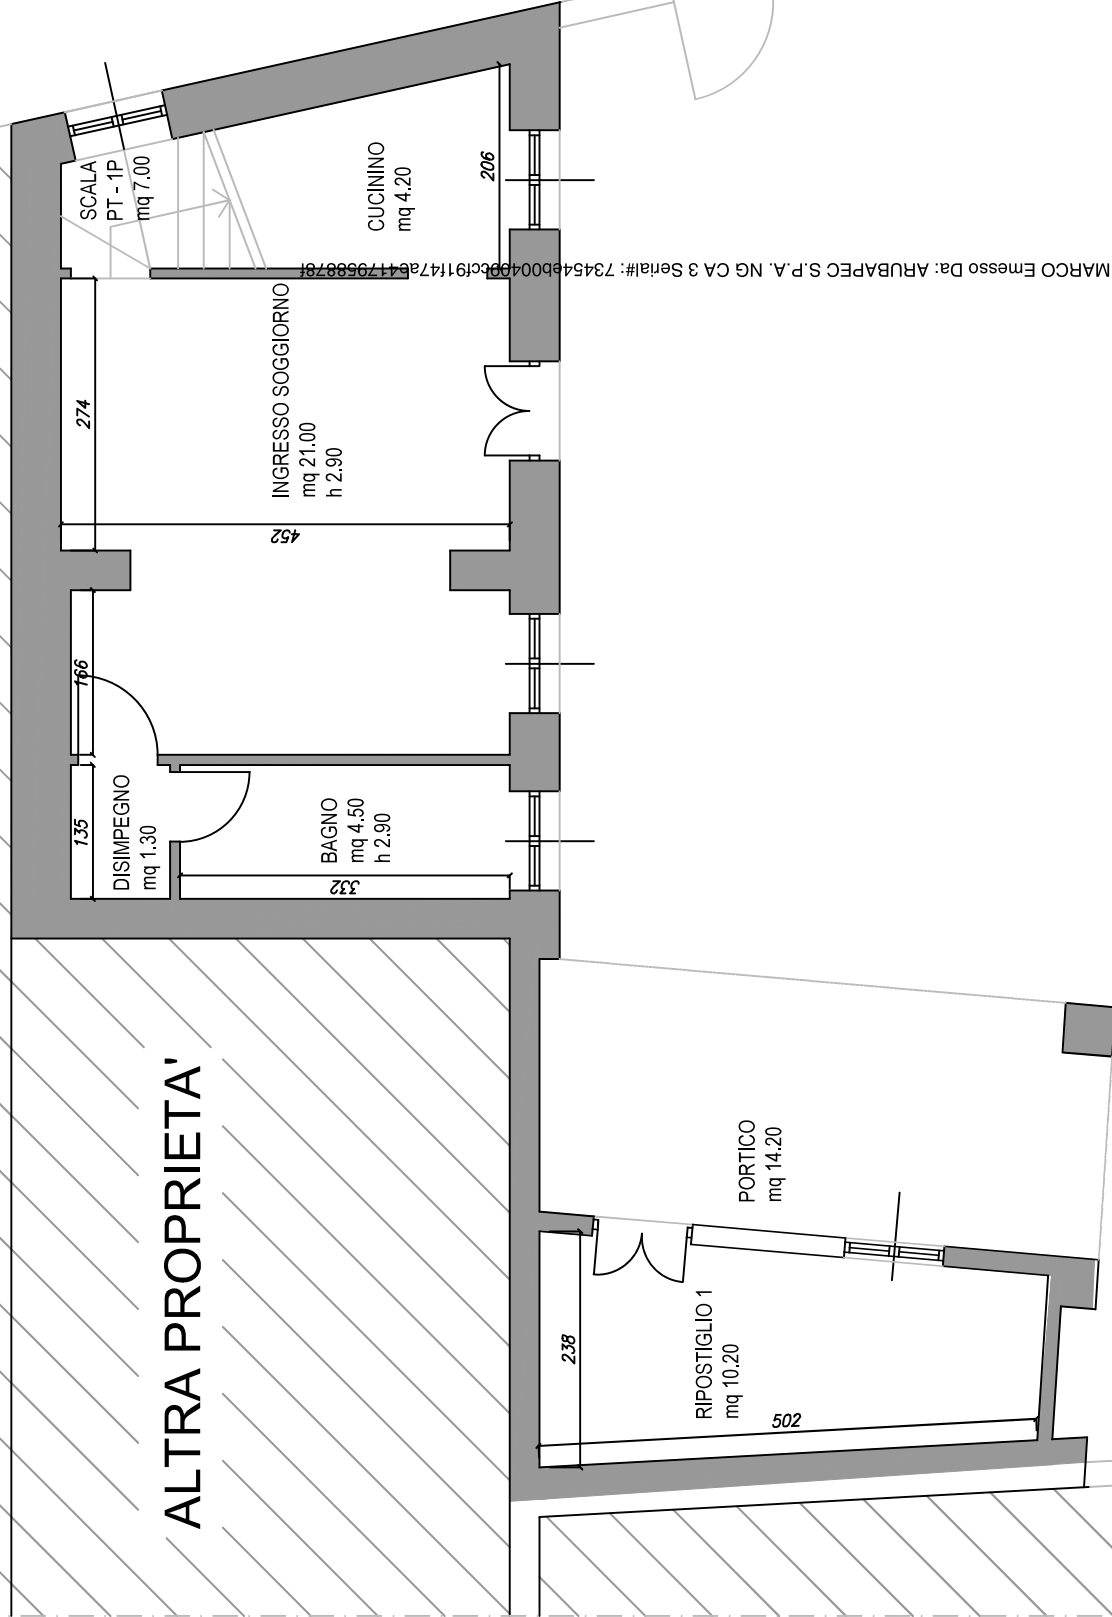 SCALA
PT - 1P
mq 7.00
CUCININO
mq 4.20
206
MARCO Emesso Da: ARUBAPEC S.P.A. NG CA 3 Serial#: 73454eb00400
274
INGRESSO SOGGIORNO
mq 21.00
h 2.90
452
166
135
DISIMPEGNO
mq 1.30
BAGNO
mq 4.50
h 2.90
332
ALTRA PROPRIETA'
PORTICO
mq 14.20
238
RIPOSTIGLIO 1
mq 10.20
502